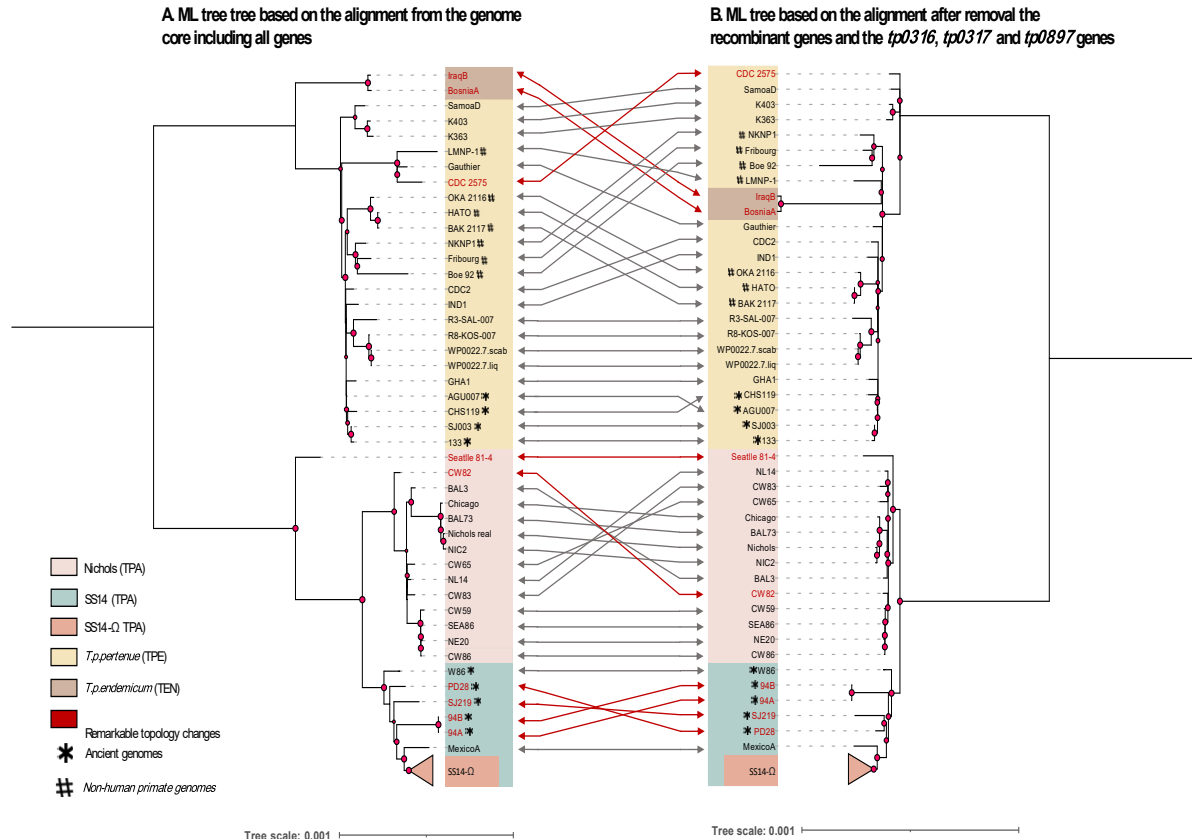 A. ML tree tree based on the alignment from the genome
core including all genes
B. ML tree based on the alignment after removal the
recombinant genes and the tp0316, tp0317 and tp0897 genes
IraqB
BosniaA
SamoaD
K403
K363
LMNP-1 #
Gauthier
CDC 2575
OKA 2116 #
HATO #
BAK 2117 #
NKNP1 #
Fribourg #
Boe 92 #
CDC2
IND1
R3-SAL-007
R8-KOS-007
WP0022.7.scab
WP0022.7.liq
GHA1
AGU007 *
CHS119 *
SJ003 *
133 *
Seatlle 81-4
CW82
BAL3
Chicago
BAL73
Nichols real
NIC2
CW65
NL14
CW83
CW59
SEA86
NE20
CW86
W86 *
PD28 *
SJ219 *
94B *
94A *
MexicoA
SS14-Ω
CDC 2575
SamoaD
K403
K363
# NKNP1
# Fribourg
# Boe 92
# LMNP-1
IraqB
BosniaA
Gauthier
CDC2
IND1
# OKA 2116
# HATO
# BAK 2117
R3-SAL-007
R8-KOS-007
WP0022.7.scab
WP0022.7.liq
GHA1
* CHS119
* AGU007
* SJ003
* 133
Seatlle 81-4
NL14
CW83
CW65
Chicago
BAL73
Nichols
NIC2
BAL3
CW82
CW59
SEA86
NE20
CW86
* W86
* 94B
* 94A
* SJ219
* PD28
MexicoA
SS14-Ω
Nichols (TPA)
SS14 (TPA)
SS14-Ω TPA)
T.p.pertenue (TPE)
T.p.endemicum (TEN)
Remarkable topology changes
* Ancient genomes
# Non-human primate genomes
Tree scale: 0.001
Tree scale: 0.001